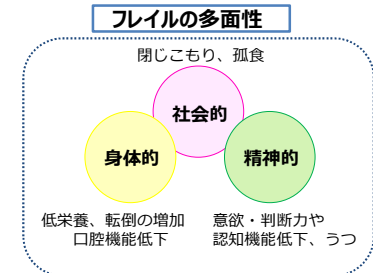 フレイルの多面性
閉じこもり、孤食
社会的
身体的
精神的
低栄養、転倒の増加
口腔機能低下
意欲・判断力や
認知機能低下、うつ